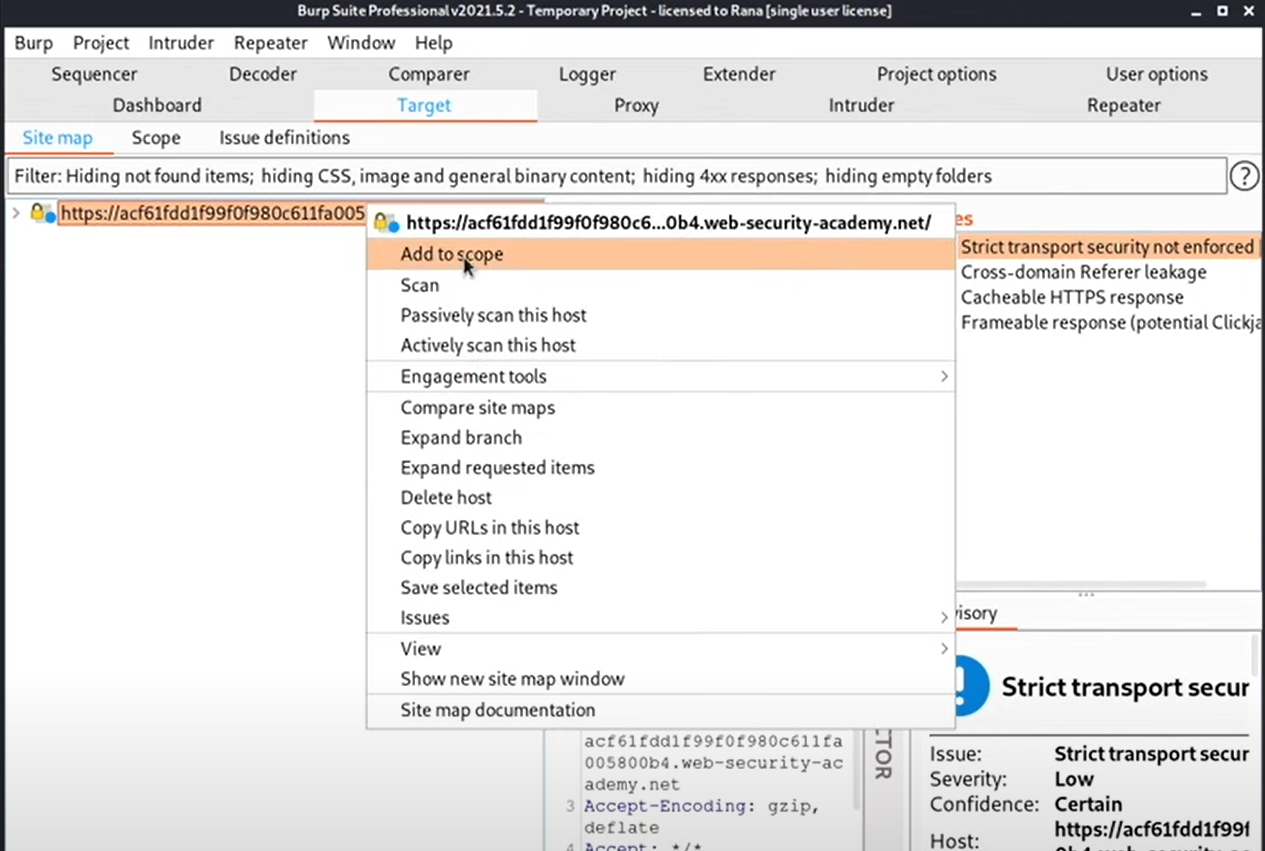 Burp Suite Professional v2021.5.2 - Temporary Project - licensed to Rana [single user license]
Burp Project Intruder Repeater Window Help
Sequencer Decoder Comparer Logger Extender Project options User options
Dashboard Target Proxy Intruder Repeater
Site map Scope Issue definitions
Filter: Hiding not found items; hiding CSS, image and general binary content; hiding 4xx responses; hiding empty folders
?
https://acf61fdd1f99f0f980c611fa005
https://acf61fdd1f99f0f980c6...0b4.web-security-academy.net/
Add to scope
Scan
Passively scan this host
Actively scan this host
Engagement tools
Compare site maps
Expand branch
Expand requested items
Delete host
Copy URLs in this host
Copy links in this host
Save selected items
Issues
View
Show new site map window
Site map documentation
es
Strict transport security not enforced
Cross-domain Referer leakage
Cacheable HTTPS response
Frameable response (potential Clickja
isory
Strict transport secur
Issue: Strict transport secur
Severity: Low
Confidence: Certain
Host: https://acf61fdd1f99f
acf61fdd1f99f0f980c611fa
005800b4.web-security-ac
ademy.net
3 Accept-Encoding: gzip,
deflate
4 Accept: */*
CTOR